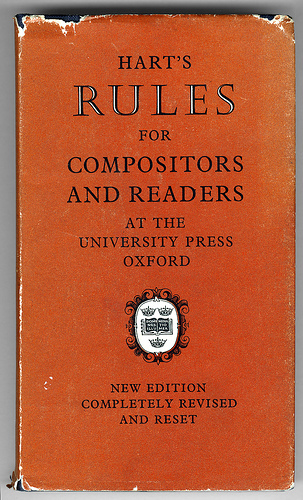 HART'S
RULES
FOR
COMPOSITORS
AND READERS
AT THE
UNIVERSITY PRESS
OXFORD
NEW EDITION
COMPLETELY REVISED
AND RESET